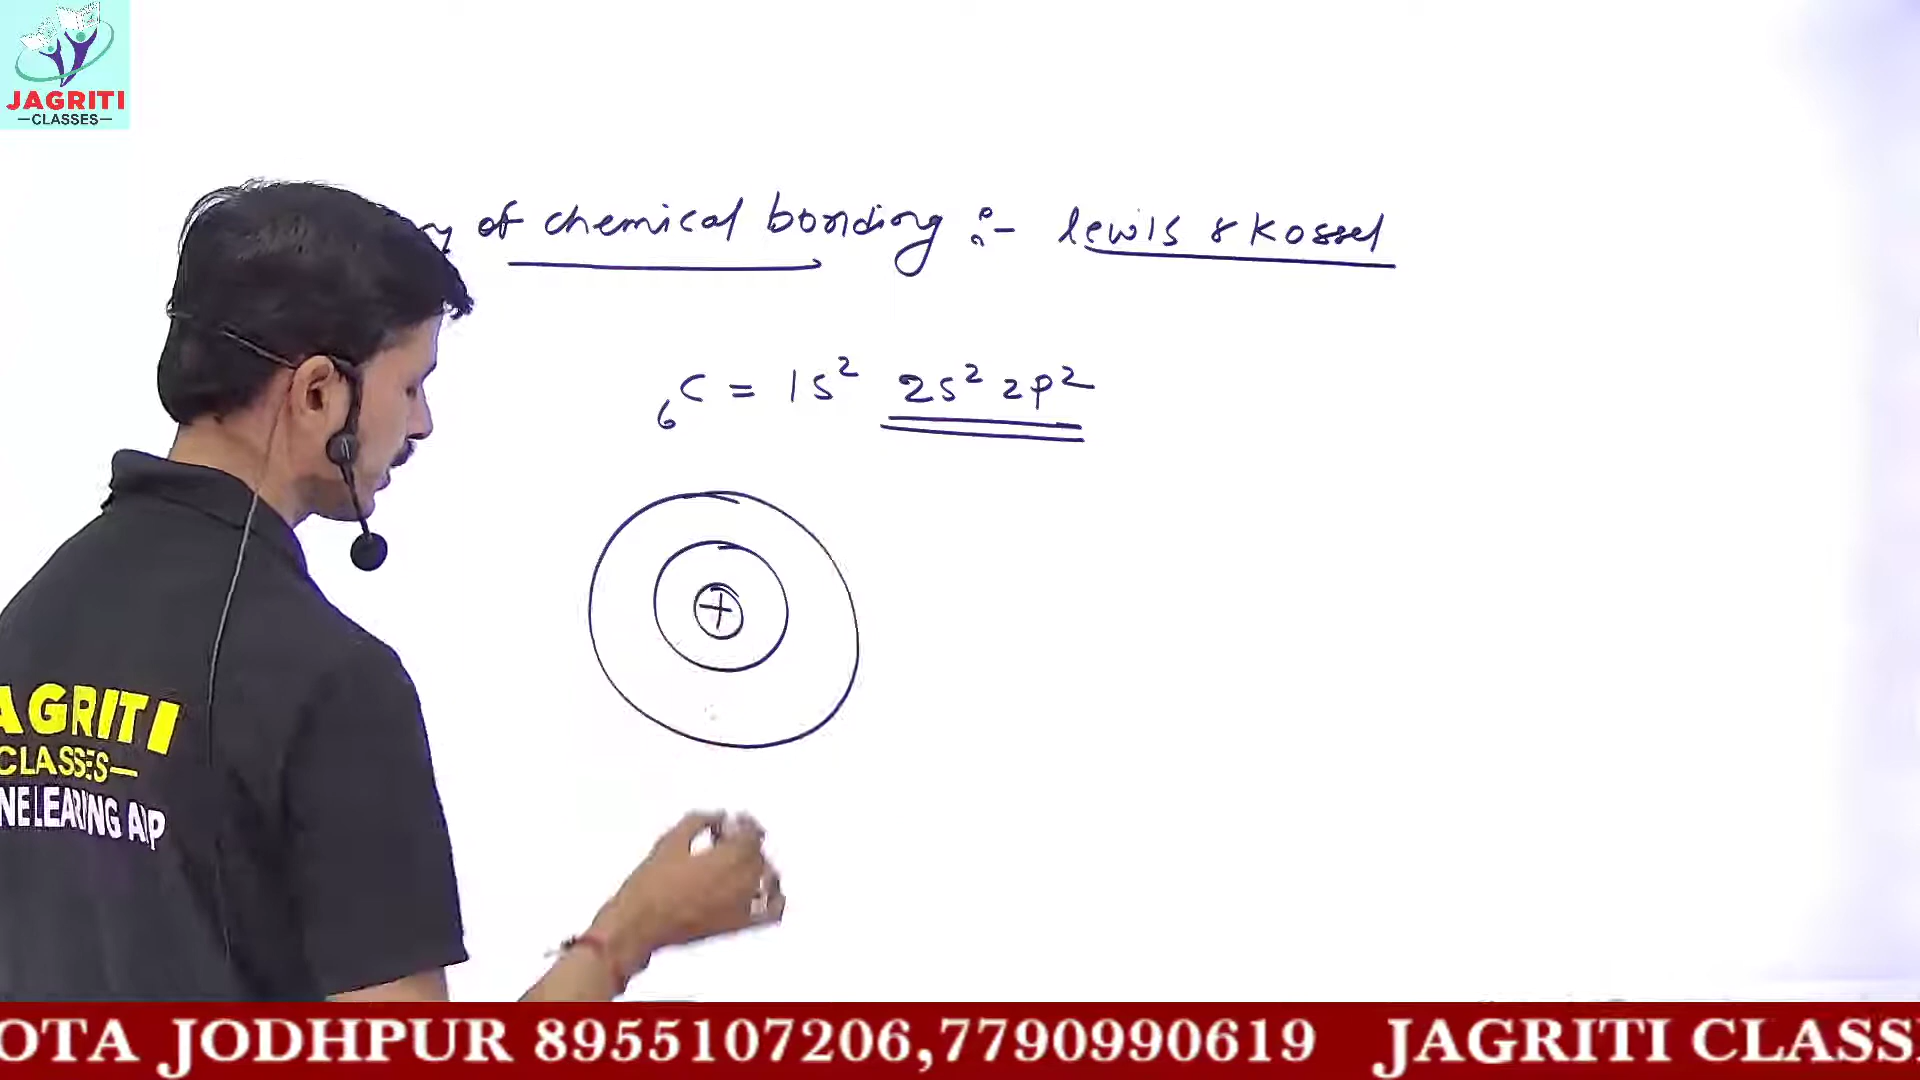 JAGRITI
—CLASSES—
of chemical bonding :- lewis & Kossel
₆C = 1s² 2s² 2p²
+
AGRITI
CLASSES—
NE LEARNING APP
OTA JODHPUR 8955107206,7790990619 JAGRITI CLASS